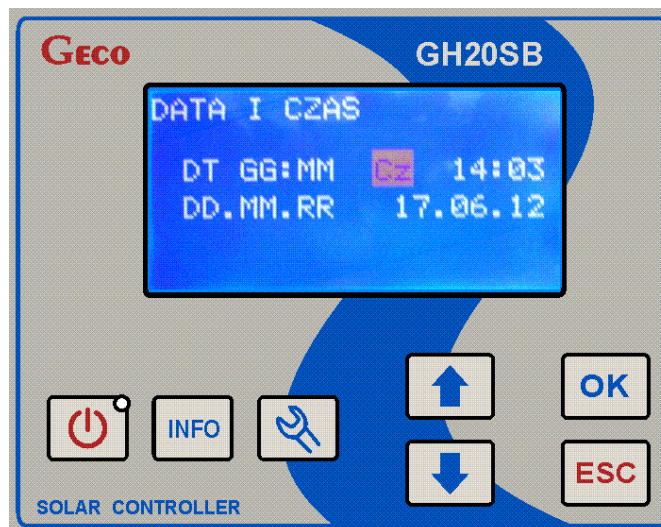 GECO
GH20SB
DATA I CZAS
DT GG:MM Cz 14:03
DD.MM.RR 17.06.12
OK
INFO
ESC
SOLAR CONTROLLER